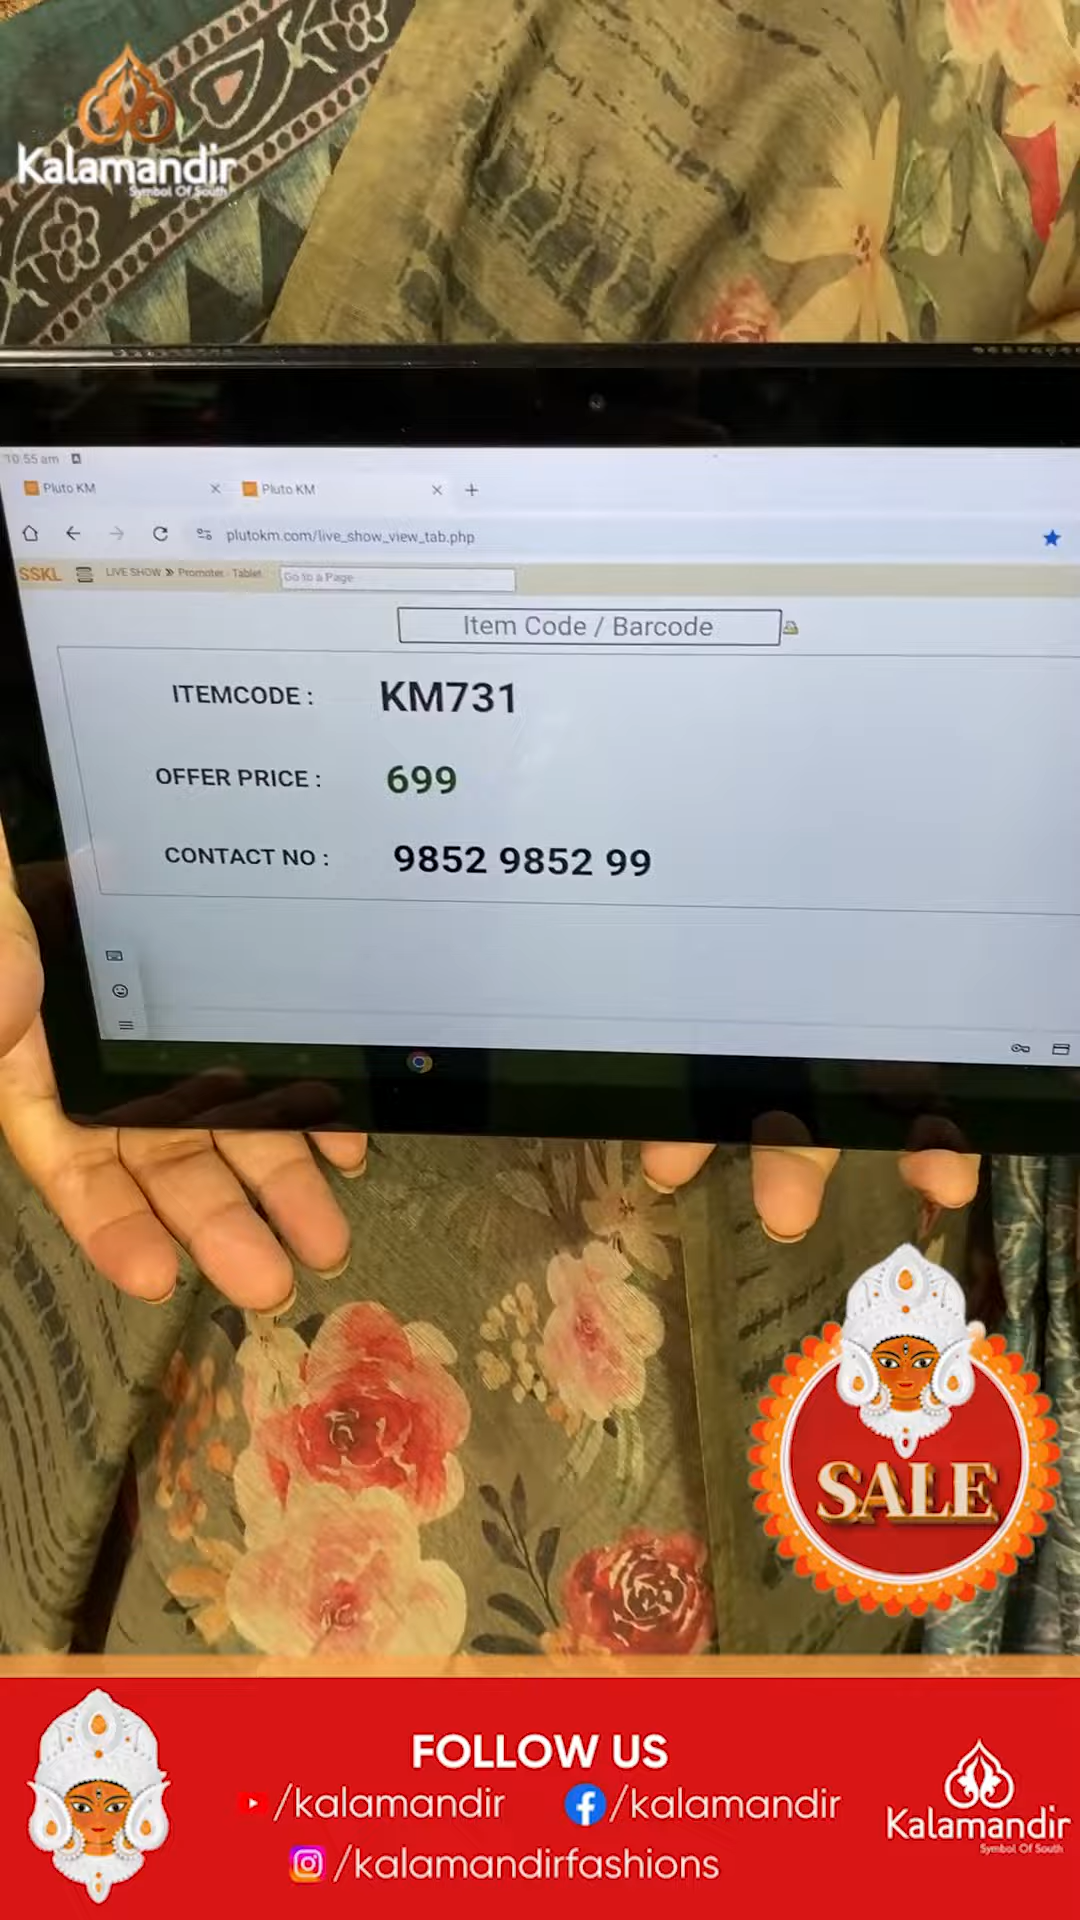 Kalamandir
Symbol Of South
10:55 am
Pluto KM
Pluto KM
plutokm.com/live_show_view_tab.php
SSKL
LIVE SHOW » Promoter - Tablet
Go to a Page
Item Code / Barcode
ITEMCODE : KM731
OFFER PRICE : 699
CONTACT NO : 9852 9852 99
SALE
FOLLOW US
/kalamandir /kalamandir
/kalamandirfashions
Kalamandir
Symbol Of South